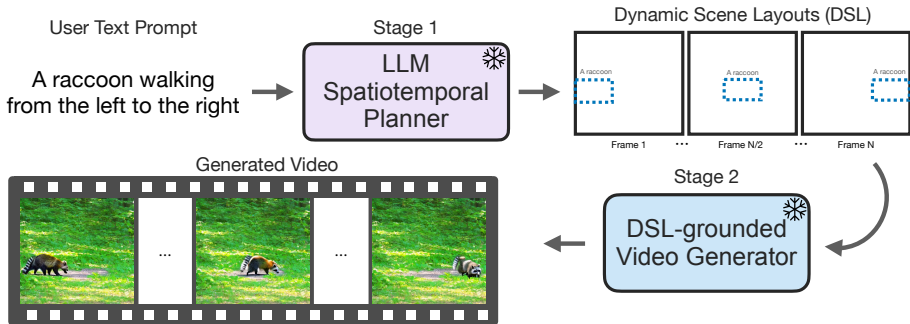 User Text Prompt
A raccoon walking
from the left to the right
Stage 1
LLM
Spatiotemporal
Planner
Dynamic Scene Layouts (DSL)
A raccoon
A raccoon
A raccoon
Frame 1
...
Frame N/2
...
Frame N
Stage 2
DSL-grounded
Video Generator
Generated Video
...
...